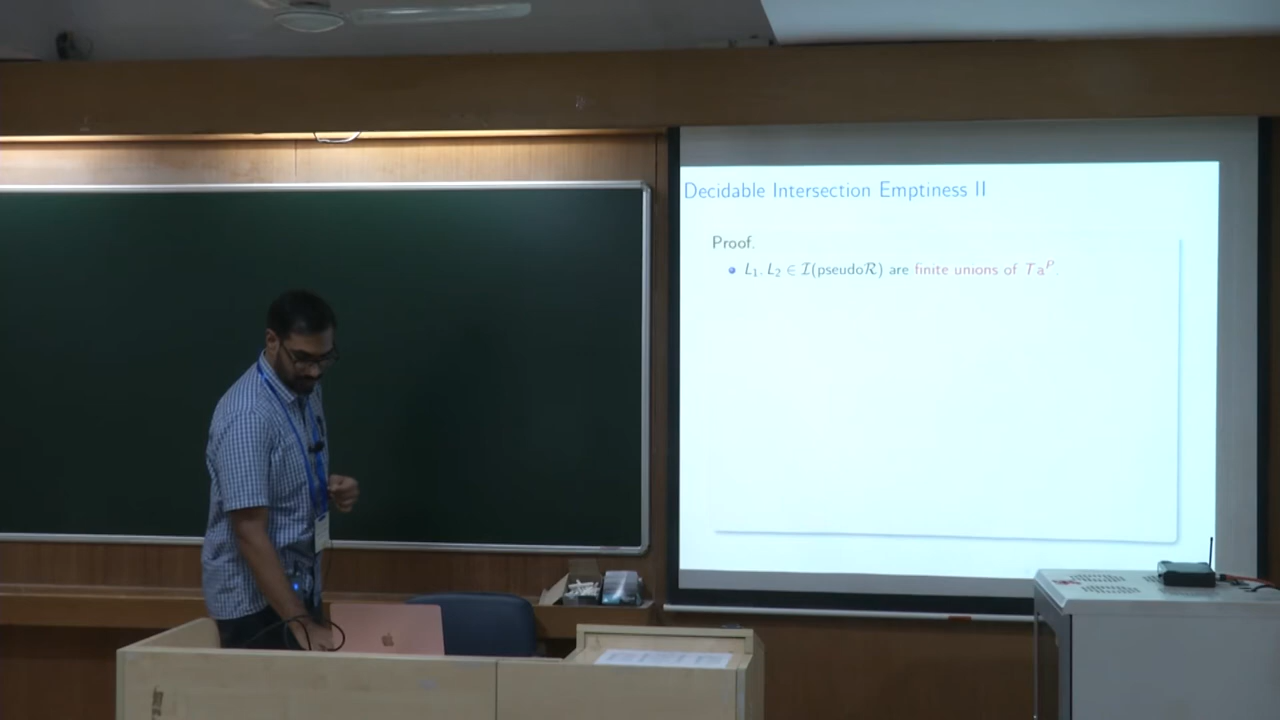 Decidable Intersection Emptiness II
Proof.
• L₁, L₂ ∈ 𝓘(pseudo𝓡) are finite unions of Ta^P.